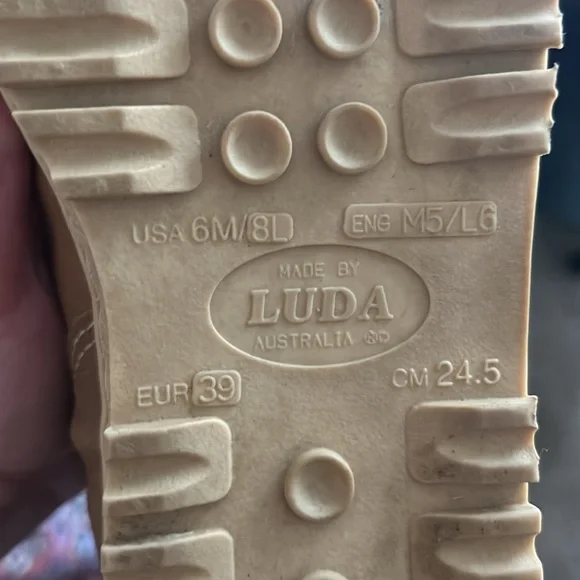 USA 6M/8L ENG M5/L6
MADE BY
LUDA
AUSTRALIA
EUR 39 CM 24.5